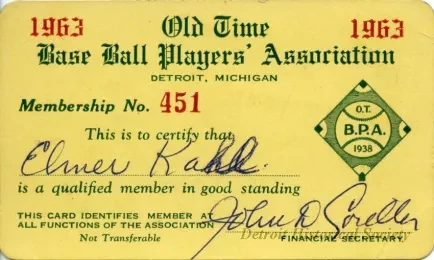 1963 Old Time 1963
Base Ball Players' Association
DETROIT, MICHIGAN
Membership No. 451
O.T.
B.P.A.
1938
This is to certify that
Elmer
is a qualified member in good standing
THIS CARD IDENTIFIES MEMBER AT
ALL FUNCTIONS OF THE ASSOCIATION
John D
Not Transferable
Detroit Historical Society
FINANCIAL SECRETARY